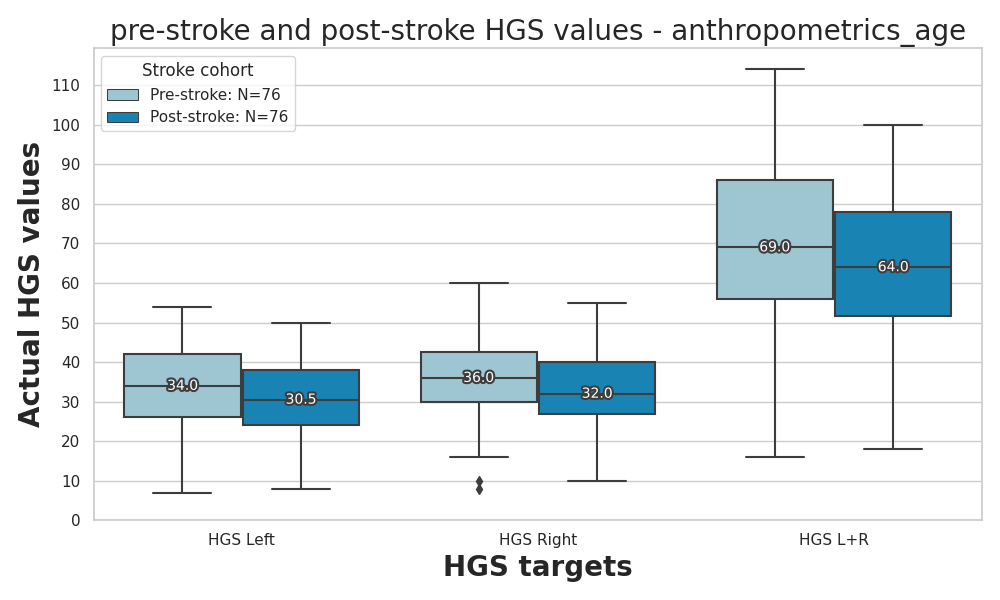 pre-stroke and post-stroke HGS values - anthropometrics_age
Stroke cohort
Pre-stroke: N=76
Post-stroke: N=76
Actual HGS values
110
100
90
80
70
60
50
40
30
20
10
0
34.0
30.5
36.0
32.0
69.0
64.0
HGS Left
HGS Right
HGS L+R
HGS targets